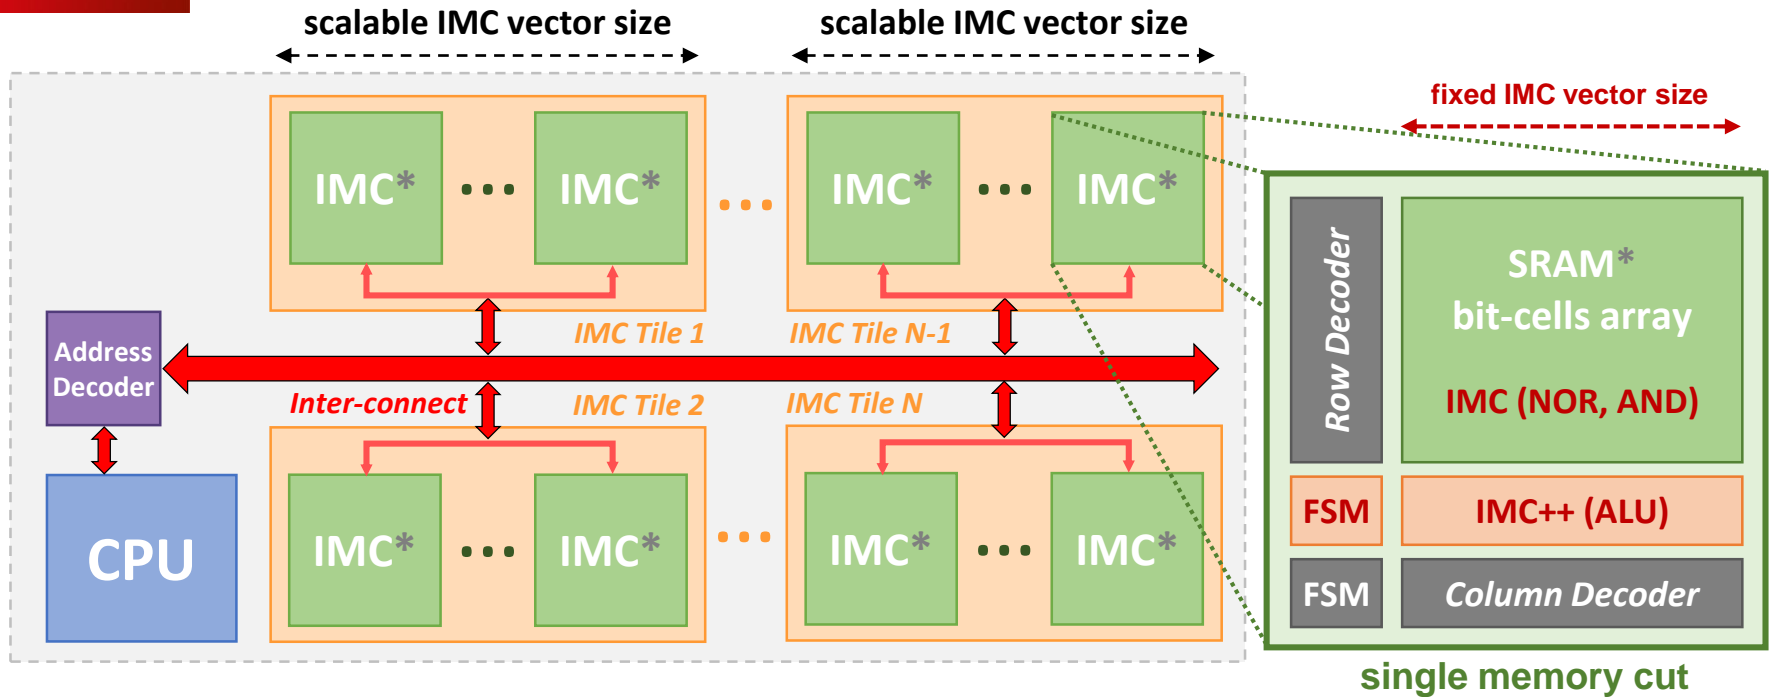 scalable IMC vector size
scalable IMC vector size
fixed IMC vector size
IMC*
IMC*
IMC*
IMC*
IMC Tile 1
IMC Tile N-1
Address
Decoder
Inter-connect
IMC Tile 2
IMC Tile N
CPU
IMC*
IMC*
IMC*
IMC*
Row Decoder
SRAM*
bit-cells array
IMC (NOR, AND)
FSM
IMC++ (ALU)
FSM
Column Decoder
single memory cut